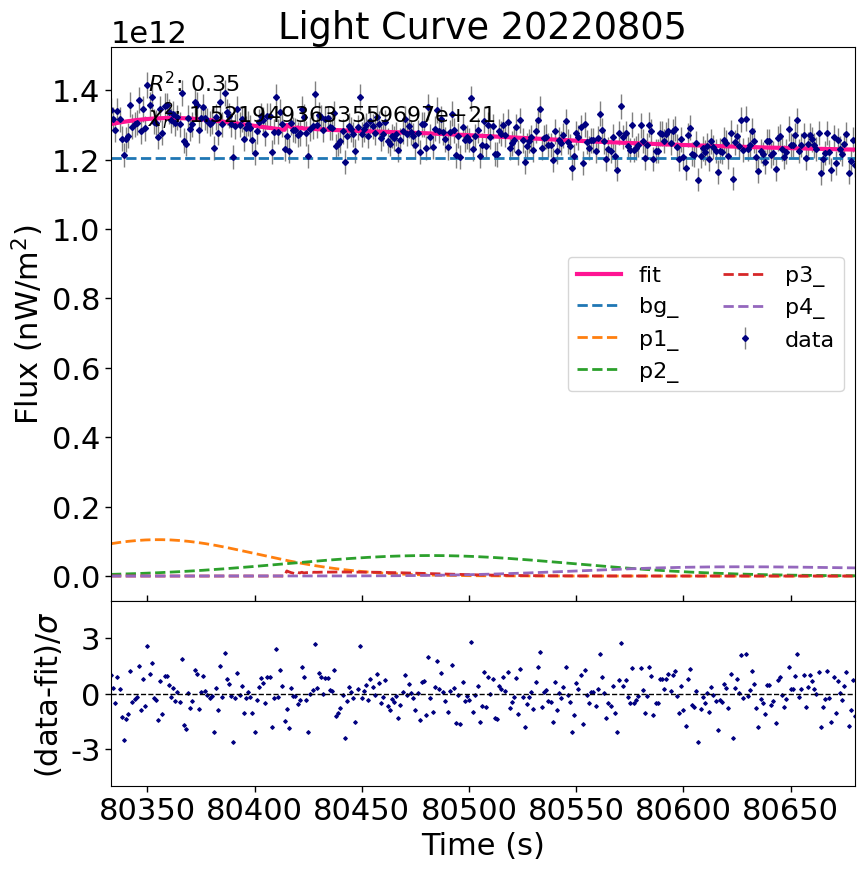 Light Curve 20220805
1e12
R²: 0.35
χ²: 1.5219493633559697e+21
1.4
1.2
1.0
0.8
0.6
0.4
0.2
0.0
Flux (nW/m²)
fit
bg_
p1_
p2_
p3_
p4_
data
3
0
-3
(data-fit)/σ
80350 80400 80450 80500 80550 80600 80650
Time (s)